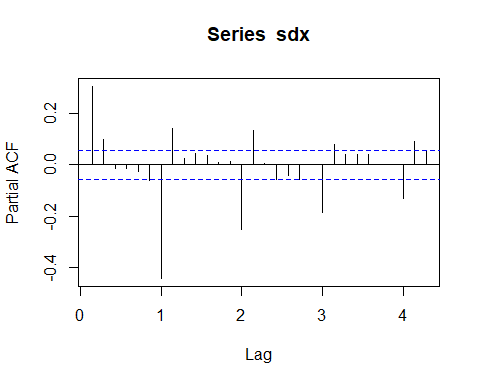 Series sdx
Partial ACF
0.2
0.0
-0.2
-0.4
0 1 2 3 4
Lag